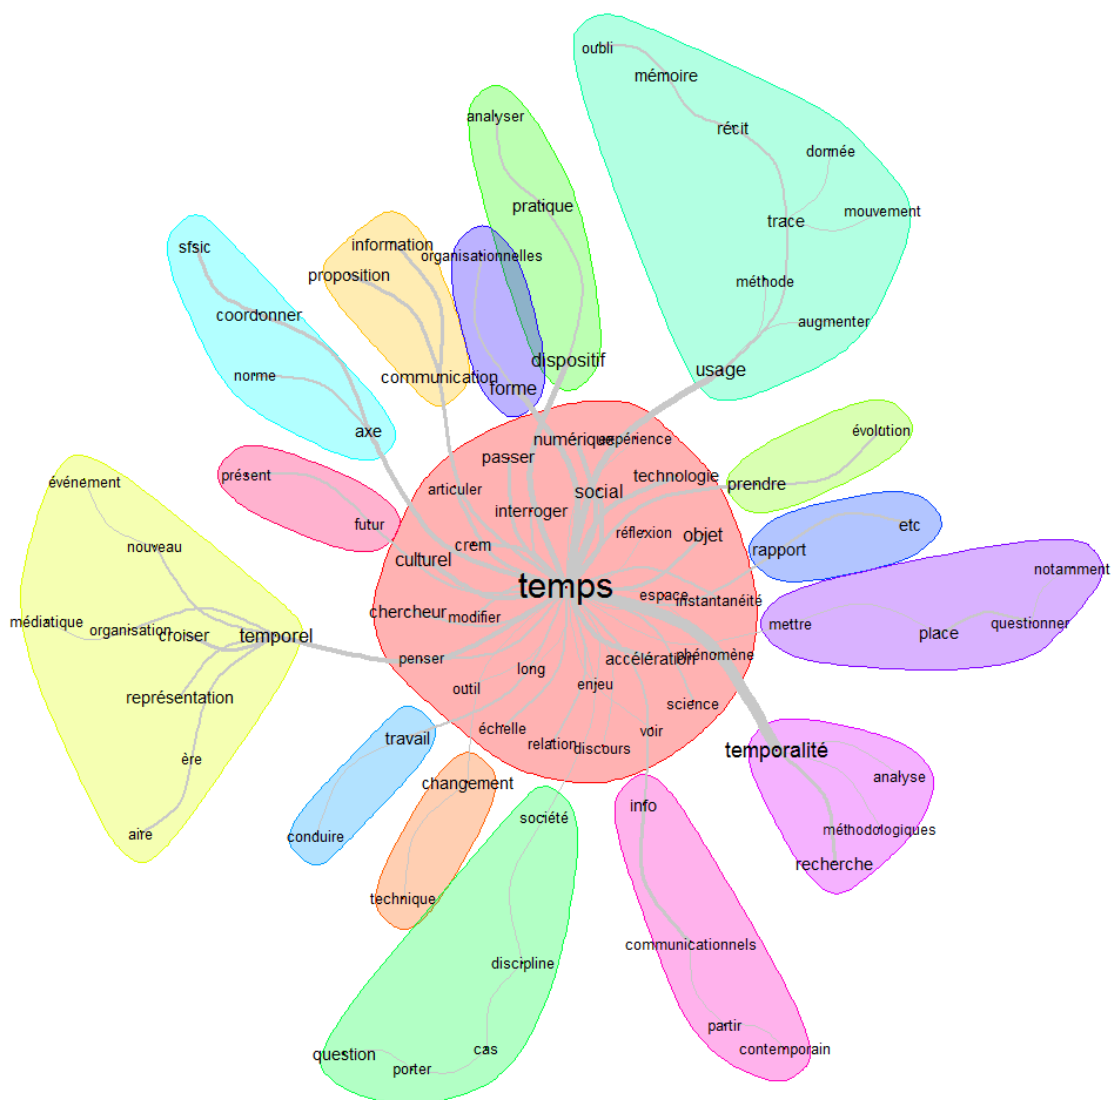 oubli
mémoire
analyser
récit
donnée
pratique
mouvement
trace
sfsic
information
organisationnelles
proposition
méthode
coordonner
augmenter
dispositif
usage
norme
communication
forme
axe
évolution
numérique
expérience
passer
technologie
présent
articuler
prendre
événement
social
futur
interroger
etc
nouveau
réflexion
objet
rapport
crem
culturel
notamment
temps
espace
instantanéité
chercheur
modifier
mettre
place
questionner
médiatique
organisation
croiser
temporel
penser
accélération
phénomène
long
enjeu
outil
représentation
science
échelle
voir
travail
relation
discours
temporalité
ère
changement
analyse
info
société
aire
conduire
méthodologiques
recherche
technique
communicationnels
discipline
partir
question
cas
contemporain
porter